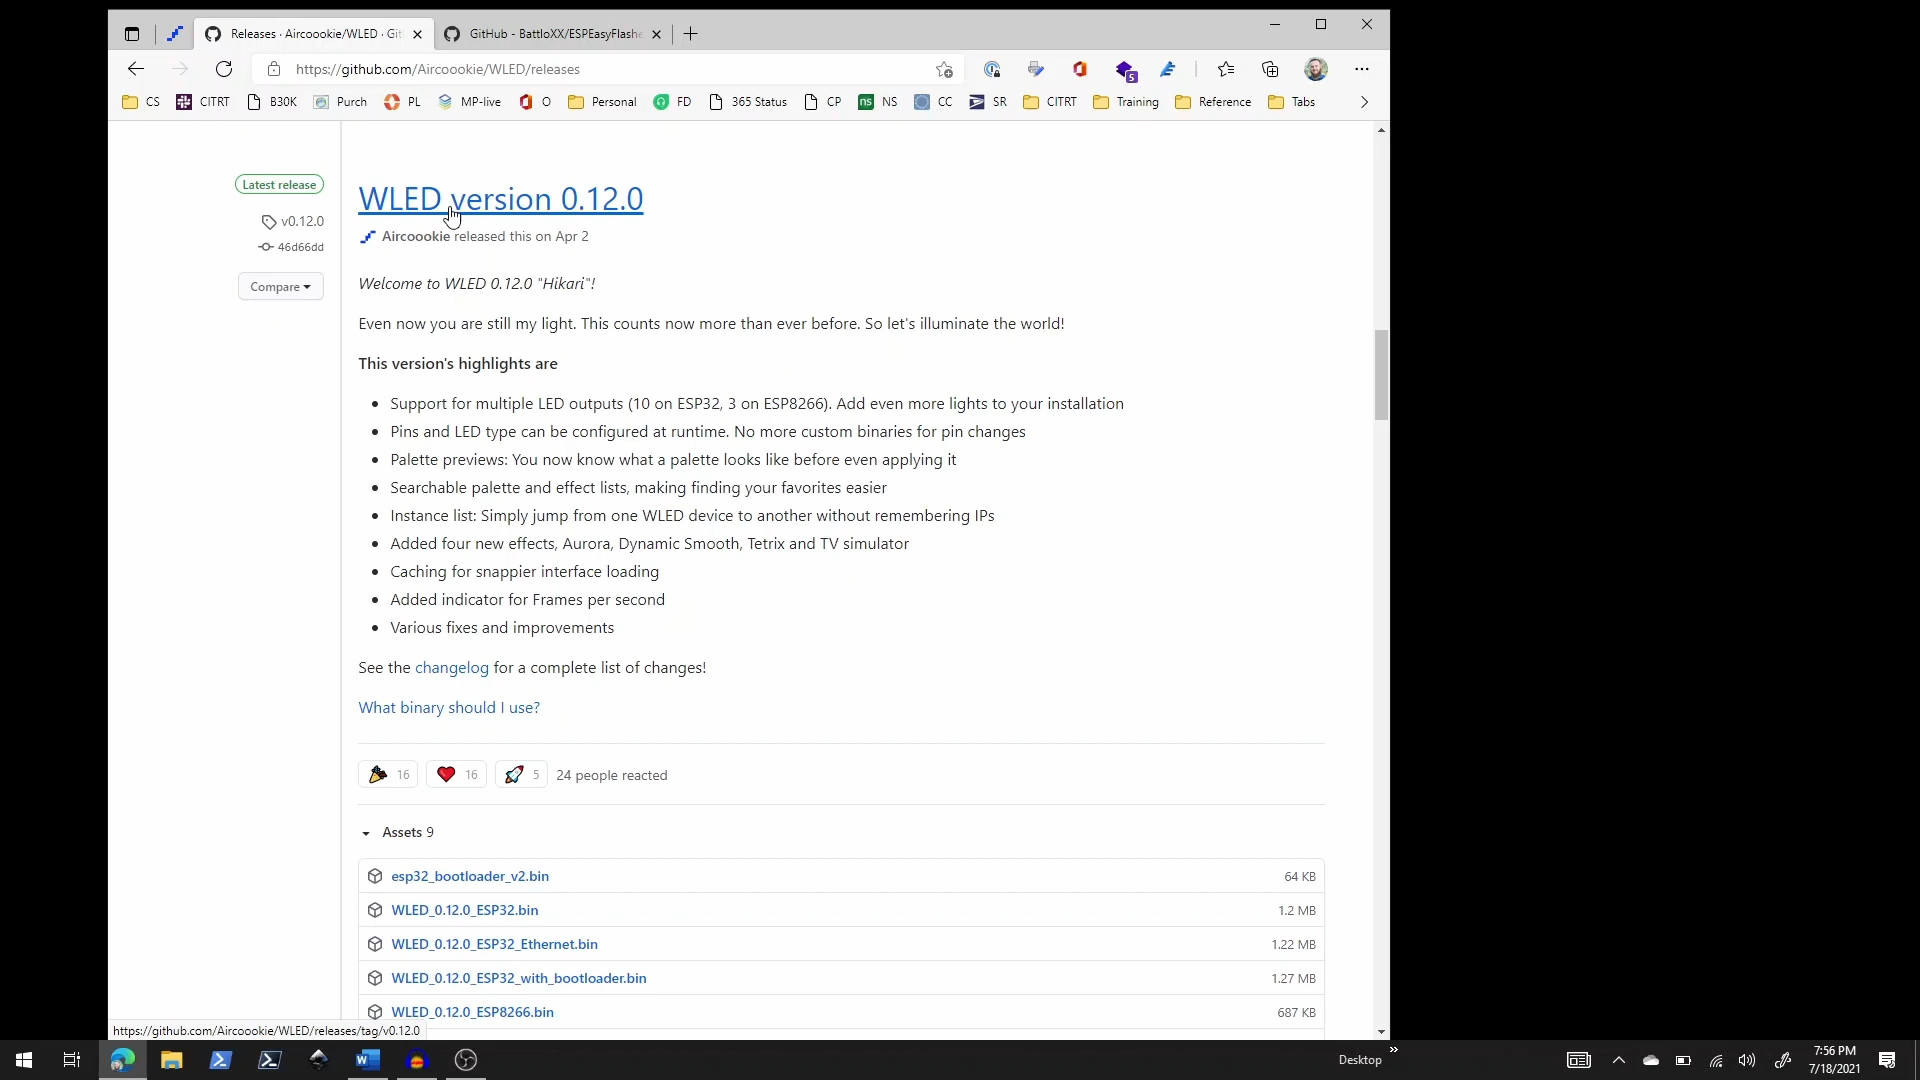 Releases · Aircoookie/WLED · Git
GitHub - BattloXX/ESPEasyFlashe
https://github.com/Aircoookie/WLED/releases
5
CS
CITRT
B30K
Purch
PL
MP-live
O
Personal
FD
365 Status
CP
ns
NS
CC
SR
CITRT
Training
Reference
Tabs
Latest release
v0.12.0
46d66dd
Compare
WLED version 0.12.0
Aircoookie released this on Apr 2
Welcome to WLED 0.12.0 "Hikari"!
Even now you are still my light. This counts now more than ever before. So let's illuminate the world!
This version's highlights are
Support for multiple LED outputs (10 on ESP32, 3 on ESP8266). Add even more lights to your installation
Pins and LED type can be configured at runtime. No more custom binaries for pin changes
Palette previews: You now know what a palette looks like before even applying it
Searchable palette and effect lists, making finding your favorites easier
Instance list: Simply jump from one WLED device to another without remembering IPs
Added four new effects, Aurora, Dynamic Smooth, Tetrix and TV simulator
Caching for snappier interface loading
Added indicator for Frames per second
Various fixes and improvements
See the changelog for a complete list of changes!
What binary should I use?
16
16
5
24 people reacted
Assets 9
esp32_bootloader_v2.bin
64 KB
WLED_0.12.0_ESP32.bin
1.2 MB
WLED_0.12.0_ESP32_Ethernet.bin
1.22 MB
WLED_0.12.0_ESP32_with_bootloader.bin
1.27 MB
WLED_0.12.0_ESP8266.bin
687 KB
https://github.com/Aircoookie/WLED/releases/tag/v0.12.0
W
Desktop
7:56 PM
7/18/2021